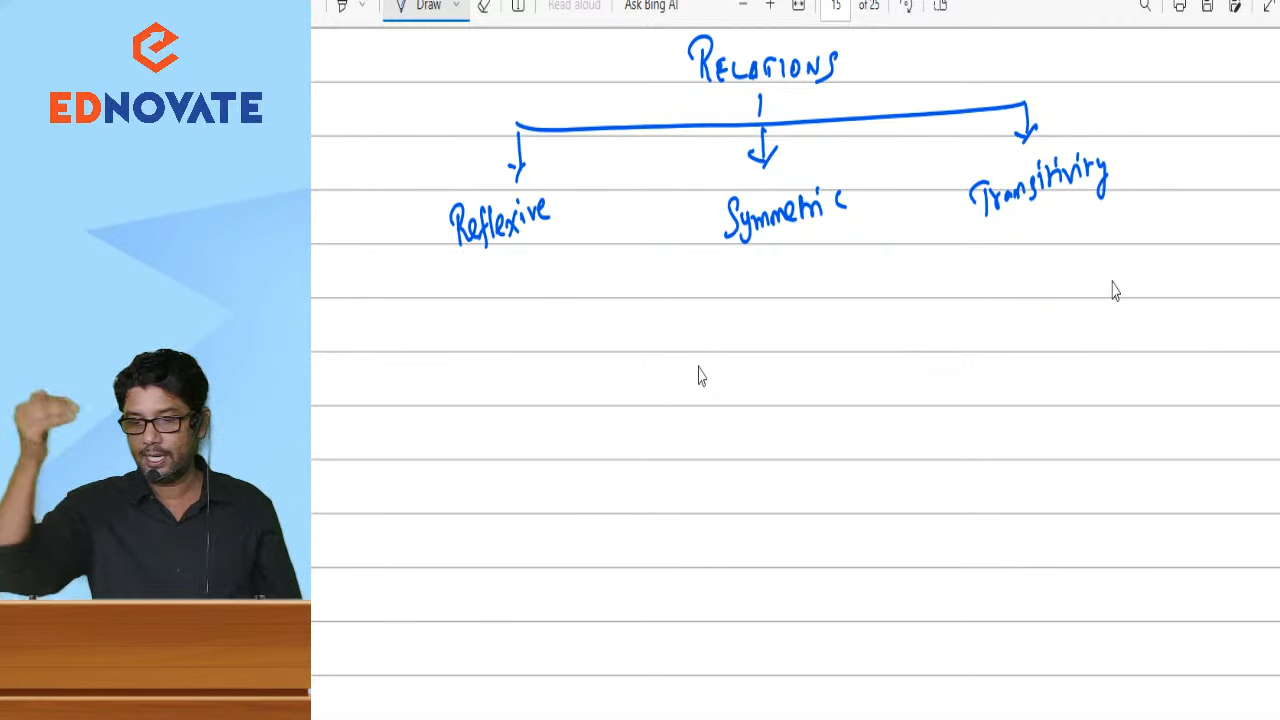 Draw
Read aloud
Ask Bing AI
15
of 25
EDNOVATE
RELATIONS
Reflexive
Symmetric
Transitivity